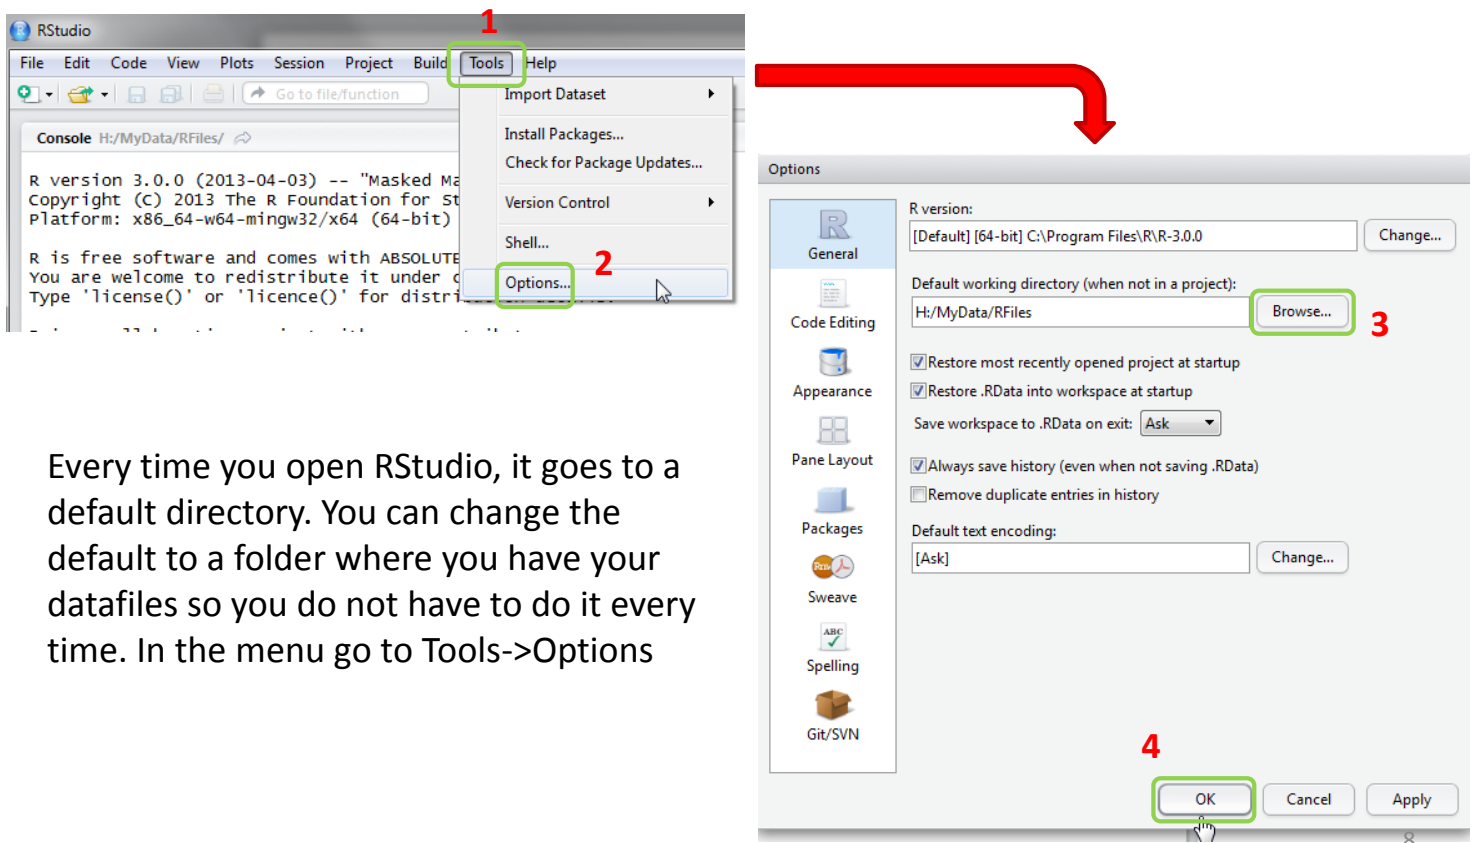 1
RStudio
File Edit Code View Plots Session Project Build Tools Help
Go to file/function
Import Dataset
Console H:/MyData/RFiles/
Install Packages...
Check for Package Updates...
R version 3.0.0 (2013-04-03) -- "Masked Ma
Copyright (C) 2013 The R Foundation for St
Platform: x86_64-w64-mingw32/x64 (64-bit)
Version Control
Shell...
R is free software and comes with ABSOLUTE
You are welcome to redistribute it under c
Type 'license()' or 'licence()' for distri
2
Options...
Every time you open RStudio, it goes to a
default directory. You can change the
default to a folder where you have your
datafiles so you do not have to do it every
time. In the menu go to Tools->Options
Options
General
Code Editing
Appearance
Pane Layout
Packages
Sweave
ABC
Spelling
Git/SVN
R version:
[Default] [64-bit] C:\Program Files\R\R-3.0.0 Change...
Default working directory (when not in a project):
H:/MyData/RFiles Browse... 3
Restore most recently opened project at startup
Restore .RData into workspace at startup
Save workspace to .RData on exit: Ask
Always save history (even when not saving .RData)
Remove duplicate entries in history
Default text encoding:
[Ask] Change...
4
OK Cancel Apply
8